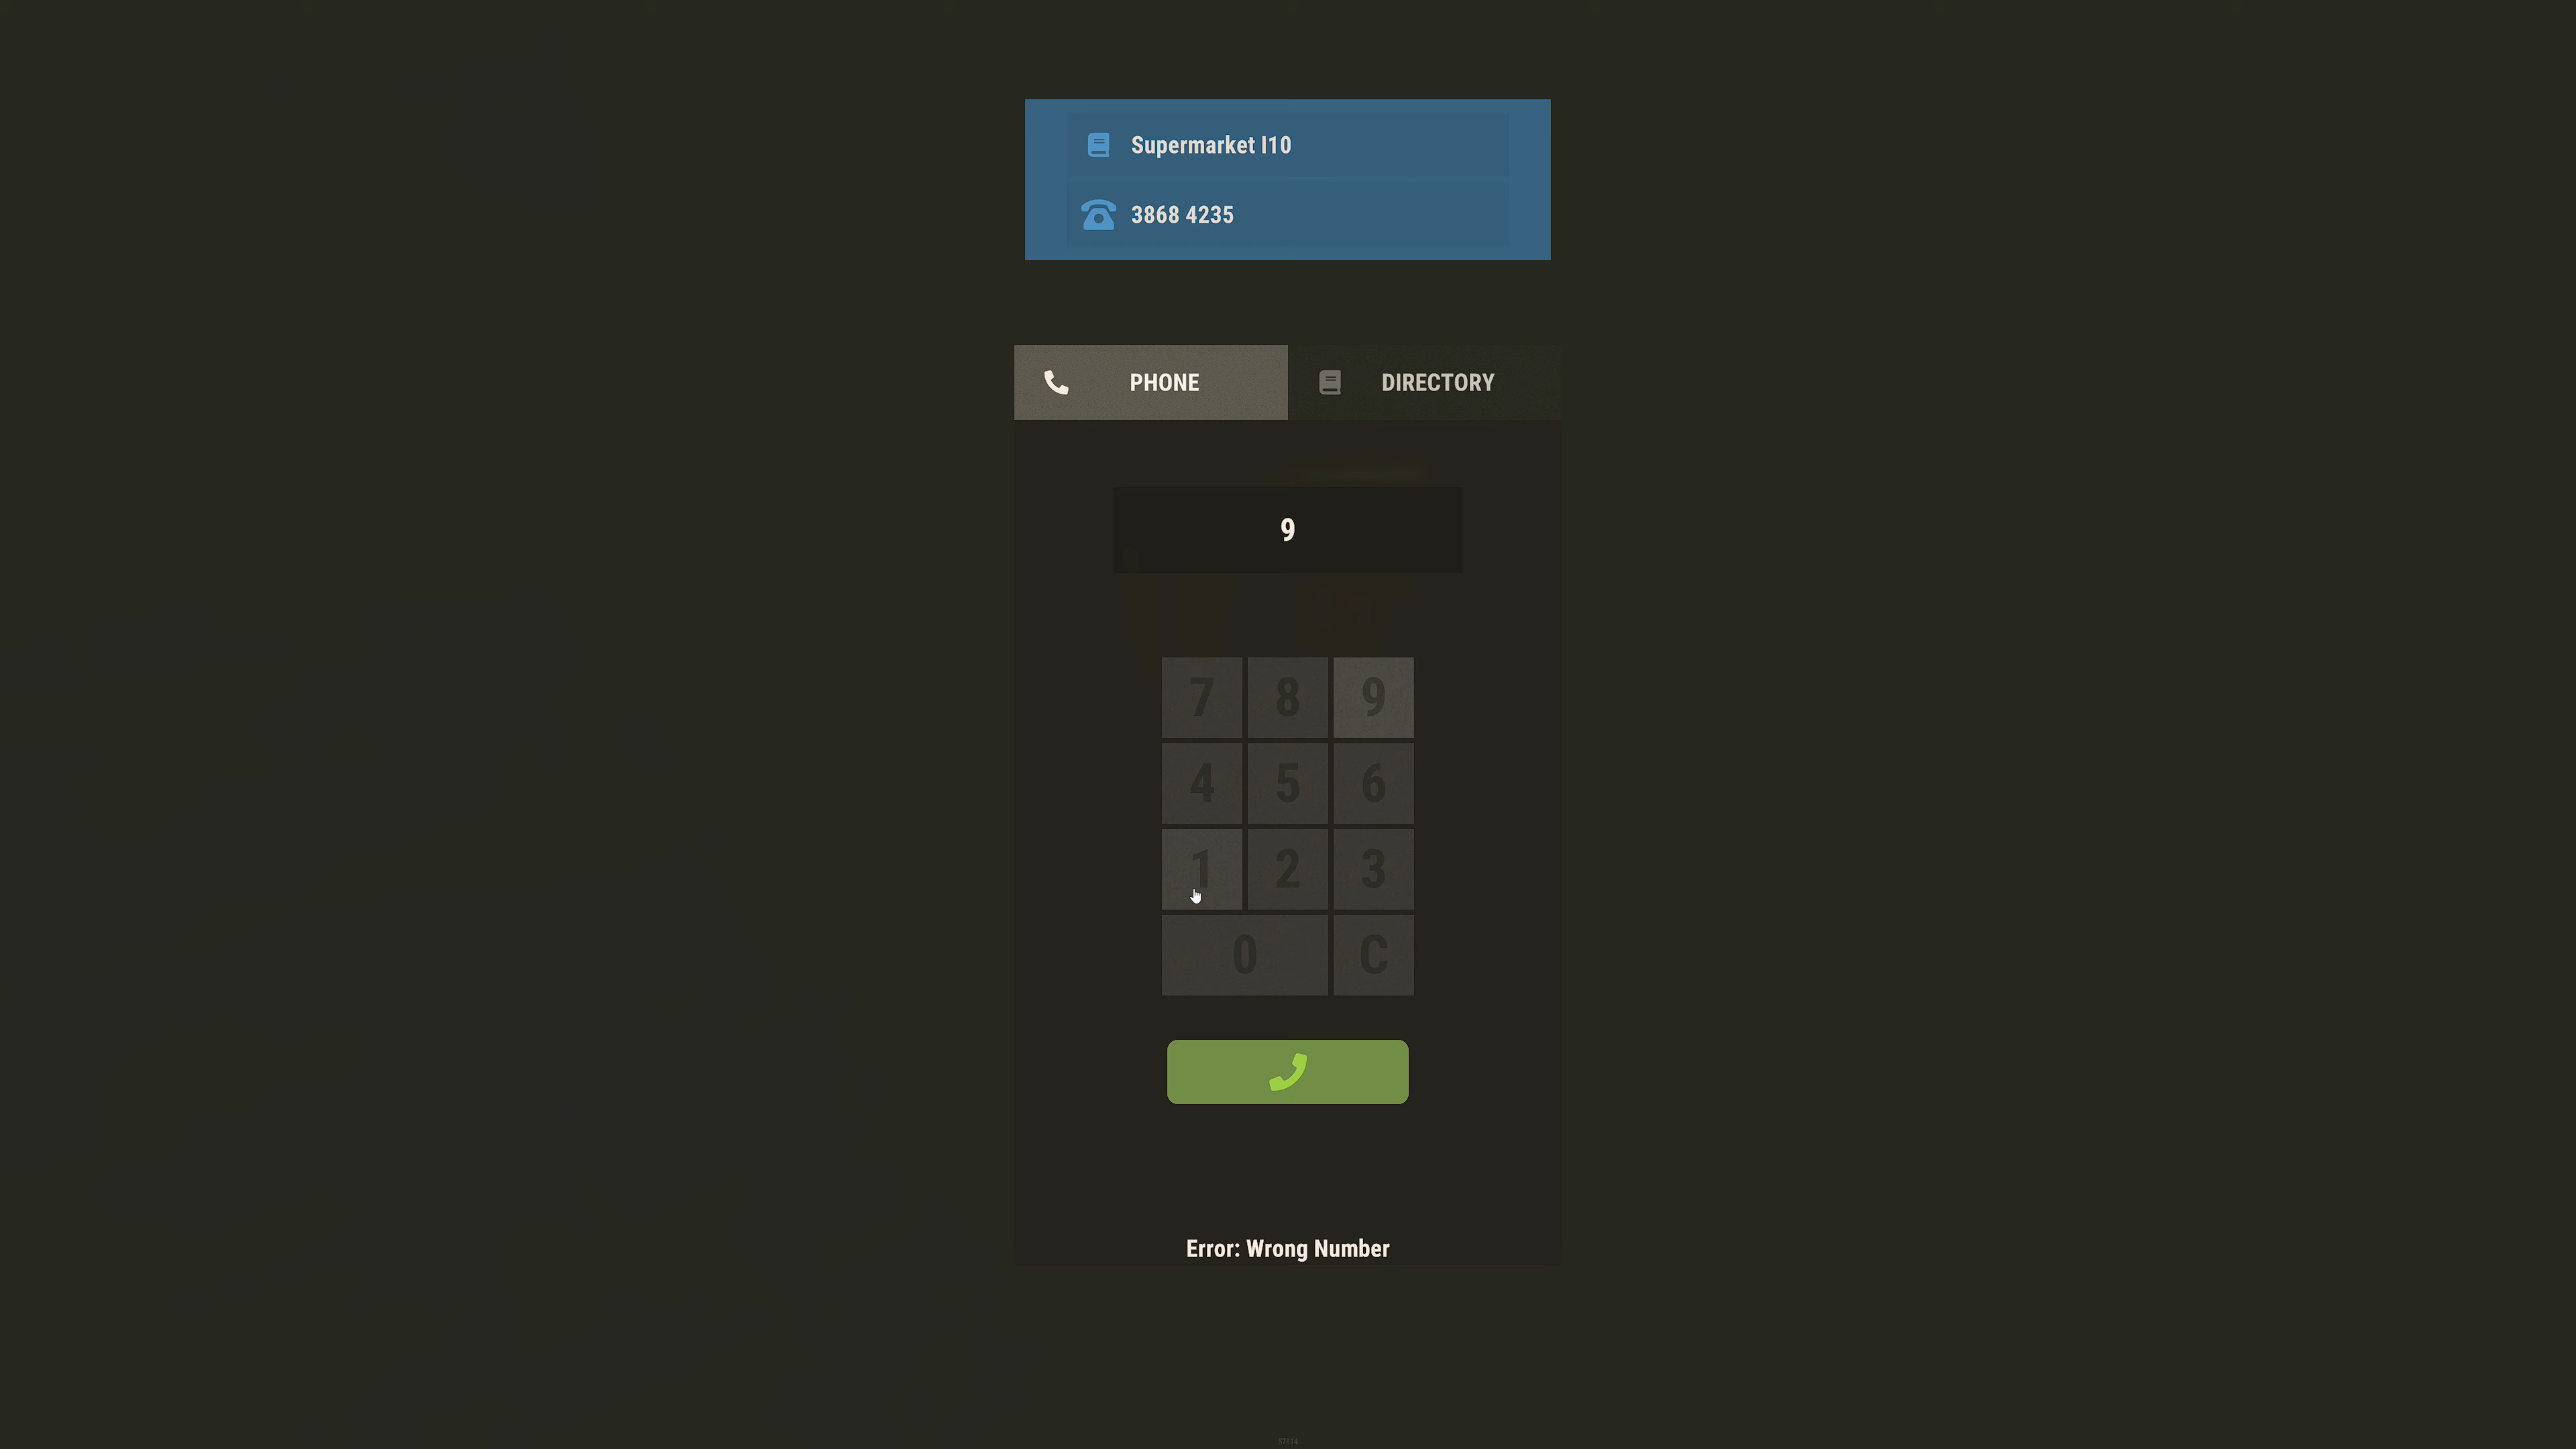 Supermarket I10
3868 4235
PHONE
DIRECTORY
9
7 8 9
4 5 6
1 2 3
0 C
Error: Wrong Number